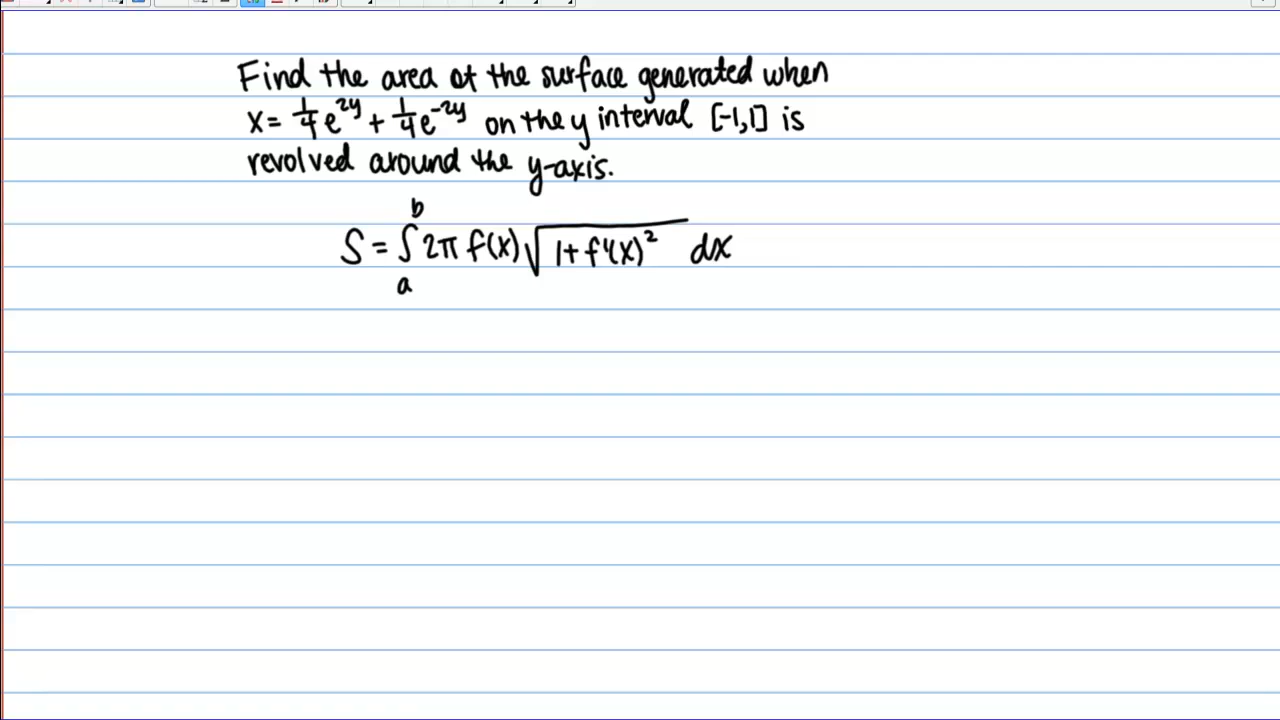 Find the area of the surface generated when
x = 1/4 e^2y + 1/4 e^-2y on the y interval [-1,1] is
revolved around the y-axis.
S = ∫_a^b 2π f(x) √(1 + f'(x)^2) dx